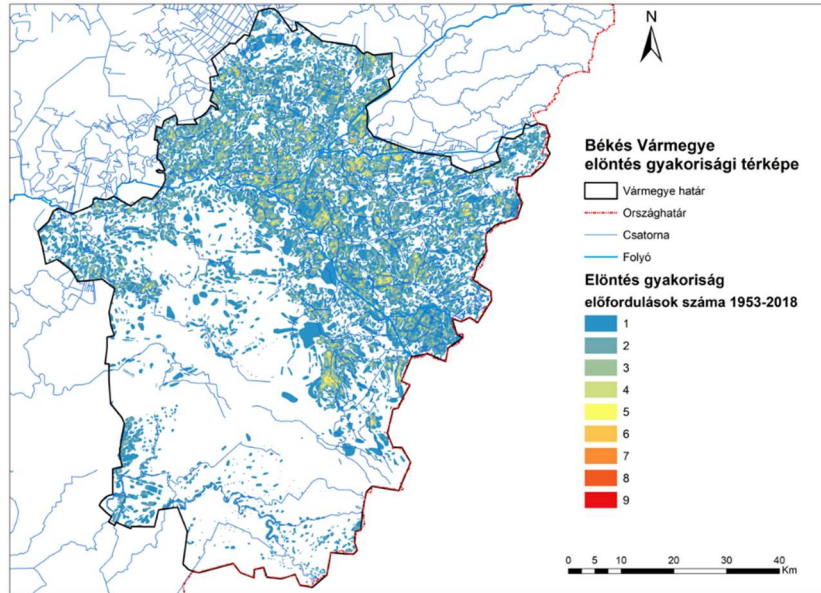 N
Békés Vármegye
elöntés gyakorisági térképe
Vármegye határ
Országhatár
Csatorna
Folyó
Elöntés gyakoriság
előfordulások száma 1953-2018
1
2
3
4
5
6
7
8
9
0 5 10 20 30 40
Km